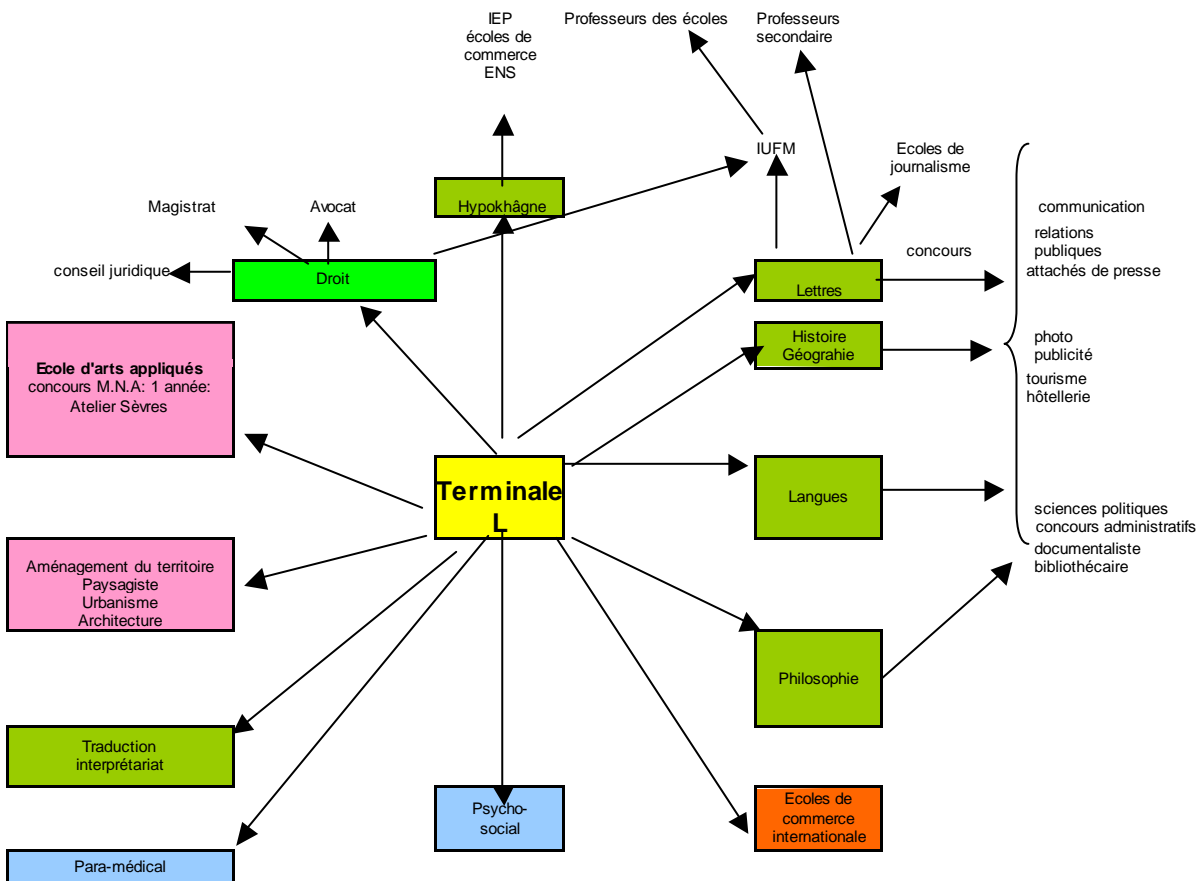 IEP
écoles de
commerce
ENS
Professeurs des écoles
Professeurs
secondaire
IUFM
Ecoles de
journalisme
Magistrat
Avocat
Hypokhâgne
conseil juridique
Droit
concours
Lettres
communication
relations
publiques
attachés de presse
Ecole d'arts appliqués
concours M.N.A: 1 année:
Atelier Sèvres
Histoire
Géograhie
photo
publicité
tourisme
hôtellerie
Terminale
L
Langues
sciences politiques
concours administratifs
documentaliste
bibliothécaire
Aménagement du territoire
Paysagiste
Urbanisme
Architecture
Philosophie
Traduction
interprétariat
Psycho-
social
Ecoles de
commerce
internationale
Para-médical